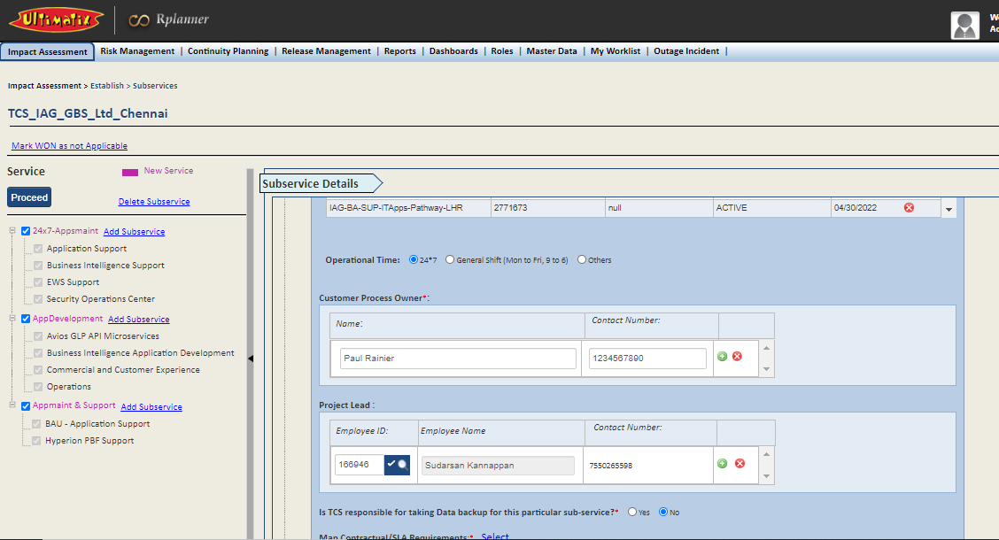 Ultimatix Rplanner
Impact Assessment Risk Management | Continuity Planning | Release Management | Reports | Dashboards | Roles | Master Data | My Worklist | Outage Incident |
Impact Assessment > Establish > Subservices
TCS_IAG_GBS_Ltd_Chennai
Mark WON as not Applicable
Service New Service
Proceed Delete Subservice
24x7-Appsmaint Add Subservice
Application Support
Business Intelligence Support
EWS Support
Security Operations Center
AppDevelopment Add Subservice
Avios GLP API Microservices
Business Intelligence Application Development
Commercial and Customer Experience
Operations
Appmaint & Support Add Subservice
BAU - Application Support
Hyperion PBF Support
Subservice Details
IAG-BA-SUP-ITApps-Pathway-LHR 2771673 null ACTIVE 04/30/2022
Operational Time: 24*7 General Shift (Mon to Fri, 9 to 6) Others
Customer Process Owner*:
Name: Contact Number:
Paul Rainier 1234567890
Project Lead :
Employee ID: Employee Name Contact Number:
166946 Sudarsan Kannappan 7550265598
Is TCS responsible for taking Data backup for this particular sub-service?* Yes No
Map Contractual/SLA Requirements:* Select